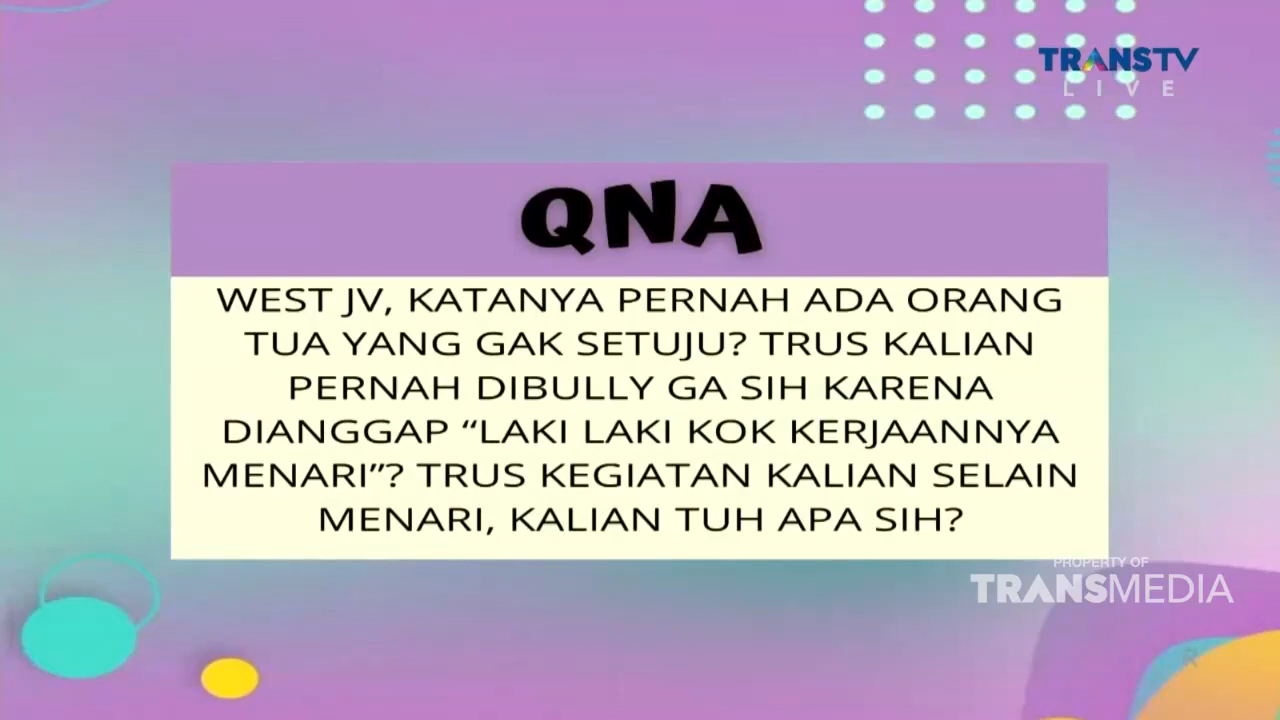 TRANSTV
LIVE
QNA
WEST JV, KATANYA PERNAH ADA ORANG
TUA YANG GAK SETUJU? TRUS KALIAN
PERNAH DIBULLY GA SIH KARENA
DIANGGAP “LAKI LAKI KOK KERJAANNYA
MENARI”? TRUS KEGIATAN KALIAN SELAIN
MENARI, KALIAN TUH APA SIH?
PROPERTY OF
TRANSMEDIA
R